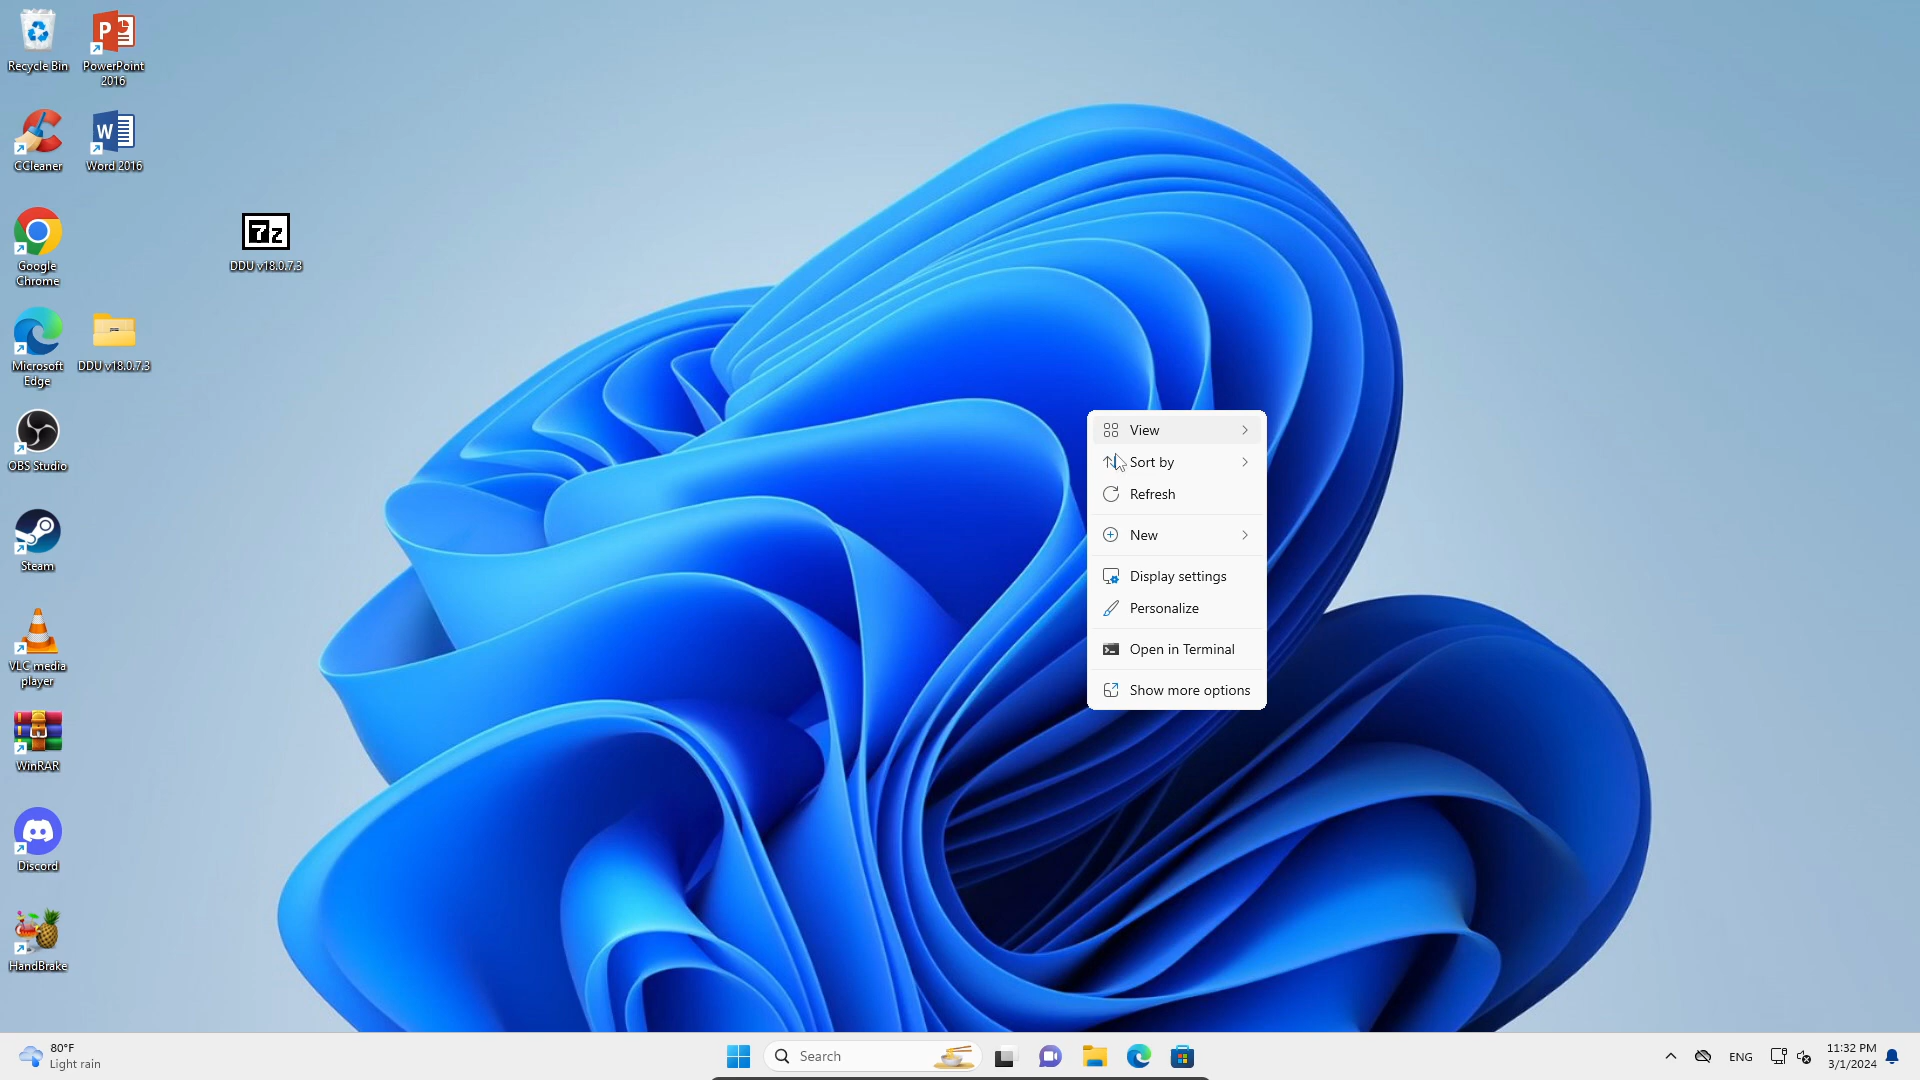 Recycle Bin
PowerPoint
2016
CCleaner
Word 2016
Google
Chrome
7z
DDU v18.0.7.3
Microsoft
Edge
DDU v18.0.7.3
OBS Studio
Steam
VLC media
player
WinRAR
Discord
HandBrake
View
Sort by
Refresh
New
Display settings
Personalize
Open in Terminal
Show more options
80°F
Light rain
Search
ENG
11:32 PM
3/1/2024